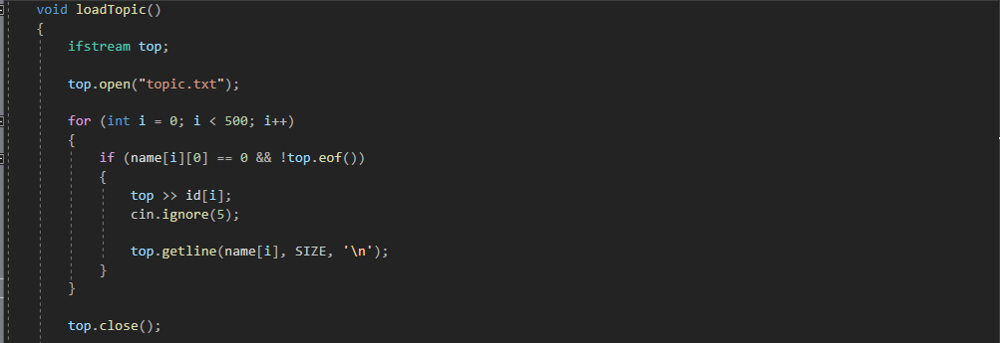 void loadTopic()
{
ifstream top;
top.open("topic.txt");
for (int i = 0; i < 500; i++)
{
if (name[i][0] == 0 && !top.eof())
{
top >> id[i];
cin.ignore(5);
top.getline(name[i], SIZE, '\n');
}
}
top.close();